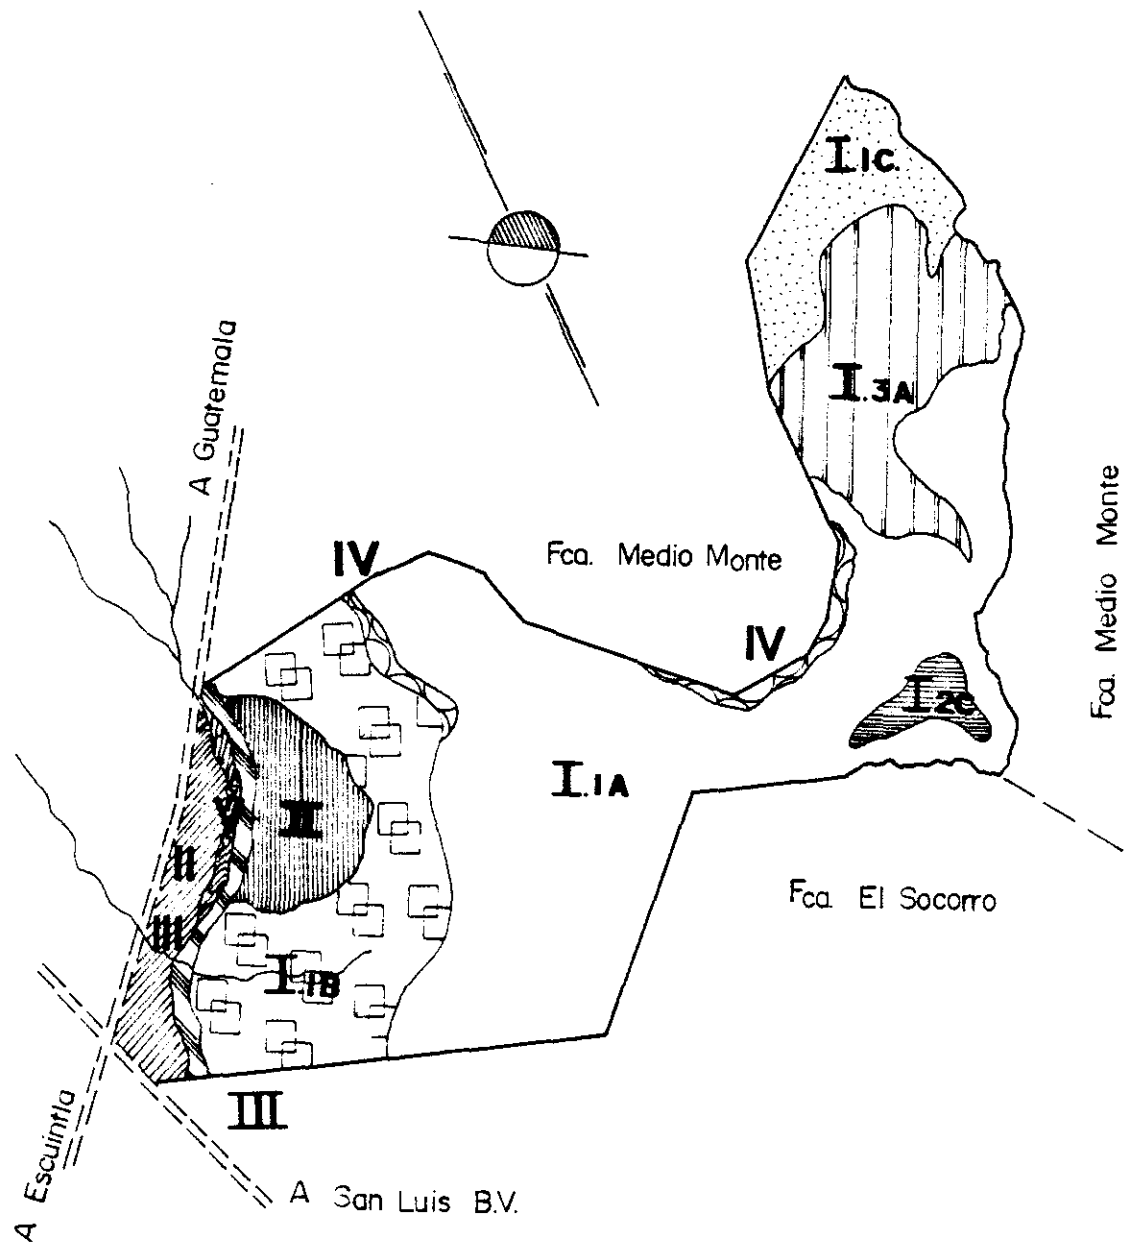 I.1C.
A Guatemala
I.3A
Fca. Medio Monte
IV
Fca. Medio Monte
IV
I.2C
I.1A
II
II
Fca. El Socorro
III
I.1B
III
A Escuintla
A San Luis B.V.